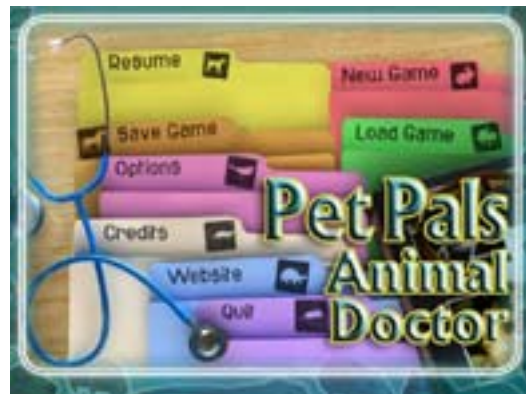 Resume
New Game
Save Game
Load Game
Options
Credits
Website
Quit
Pet Pals
Animal
Doctor